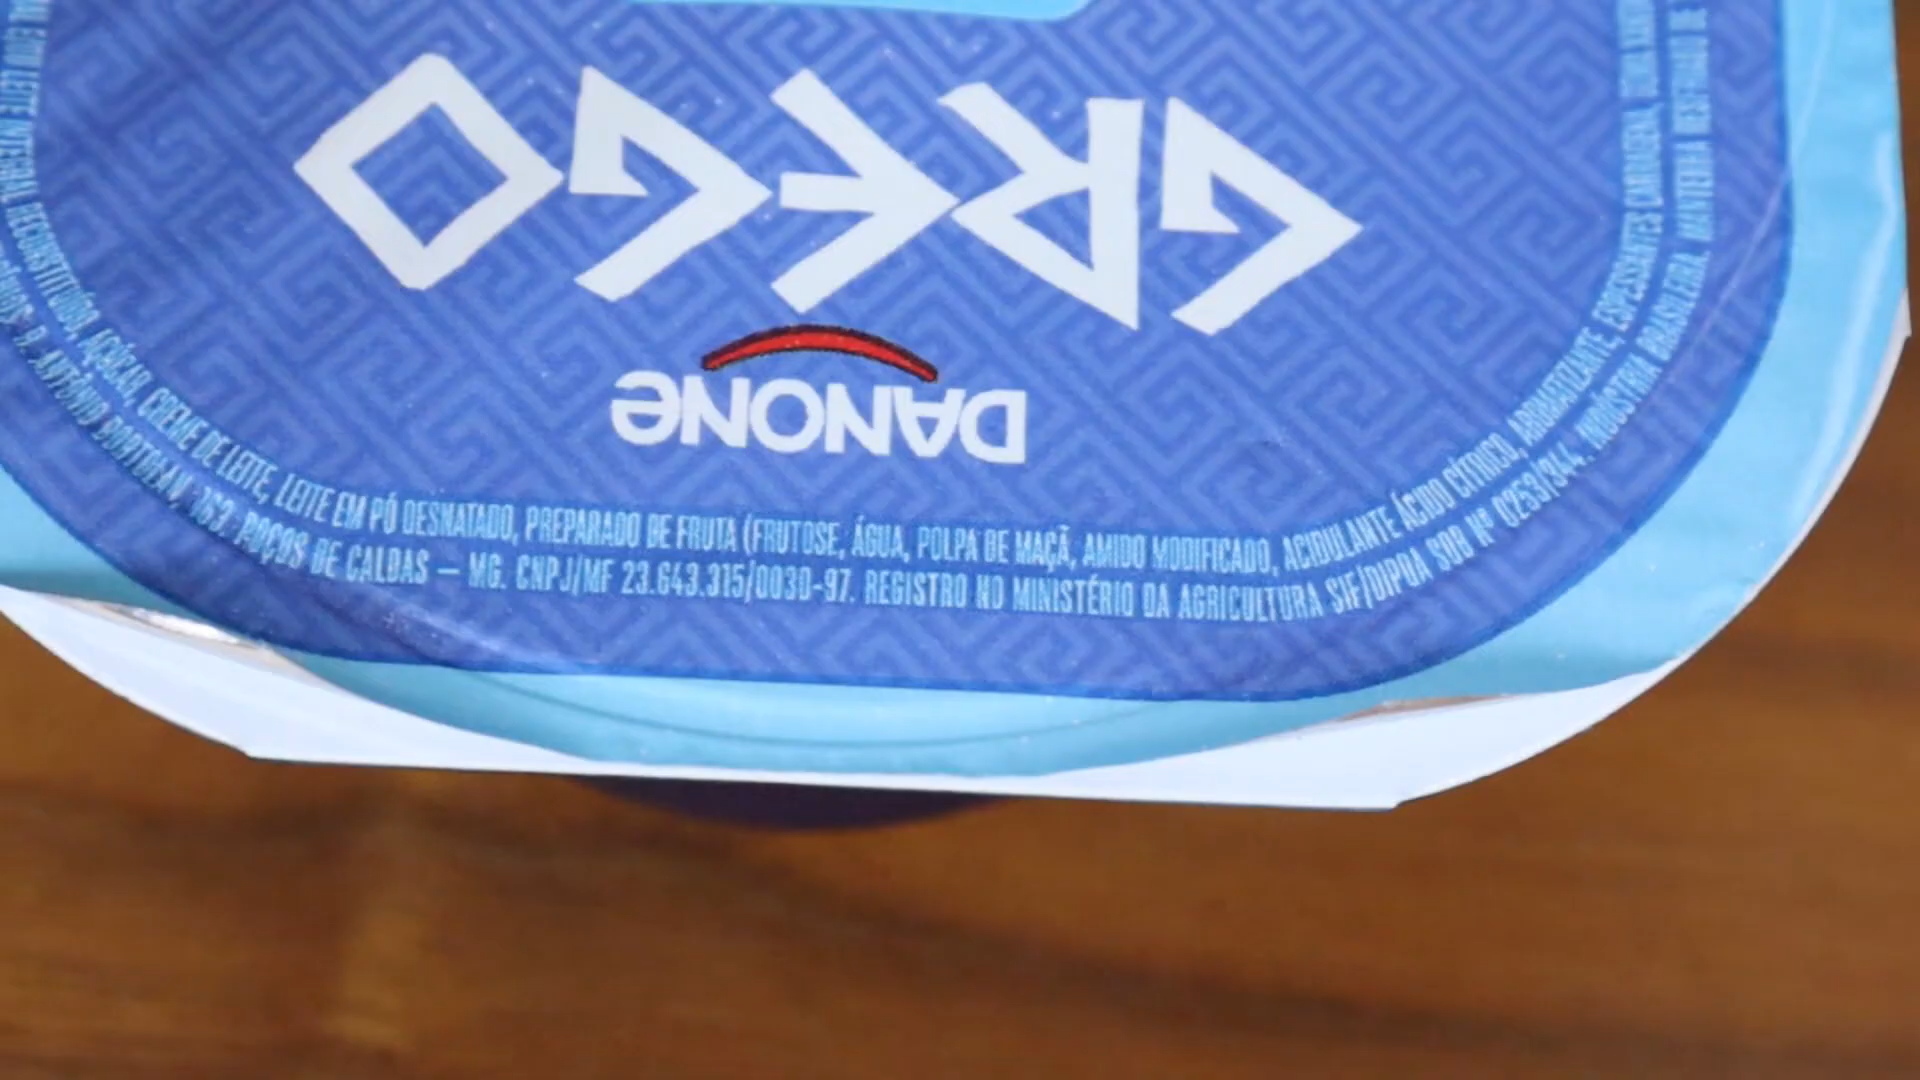 DANONE
GREGO
LEITE INTEGRAL RECONSTITUÍDO, AÇÚCAR, CREME DE LEITE, LEITE EM PÓ DESNATADO, PREPARADO DE FRUTA (FRUTOSE, ÁGUA, POLPA DE MAÇÃ, AMIDO MODIFICADO, ACIDULANTE ÁCIDO CÍTRICO, AROMATIZANTE, ESPESSANTES CARRAGENA,
R. ANTÔNIO 163. POÇOS DE CALDAS – MG. CNPJ/MF 23.643.315/0030-97. REGISTRO NO MINISTÉRIO DA AGRICULTURA SIF/DIPOA SOB Nº 0253/344. INDÚSTRIA BRASILEIRA. MANTENHA RESFRIADO DE